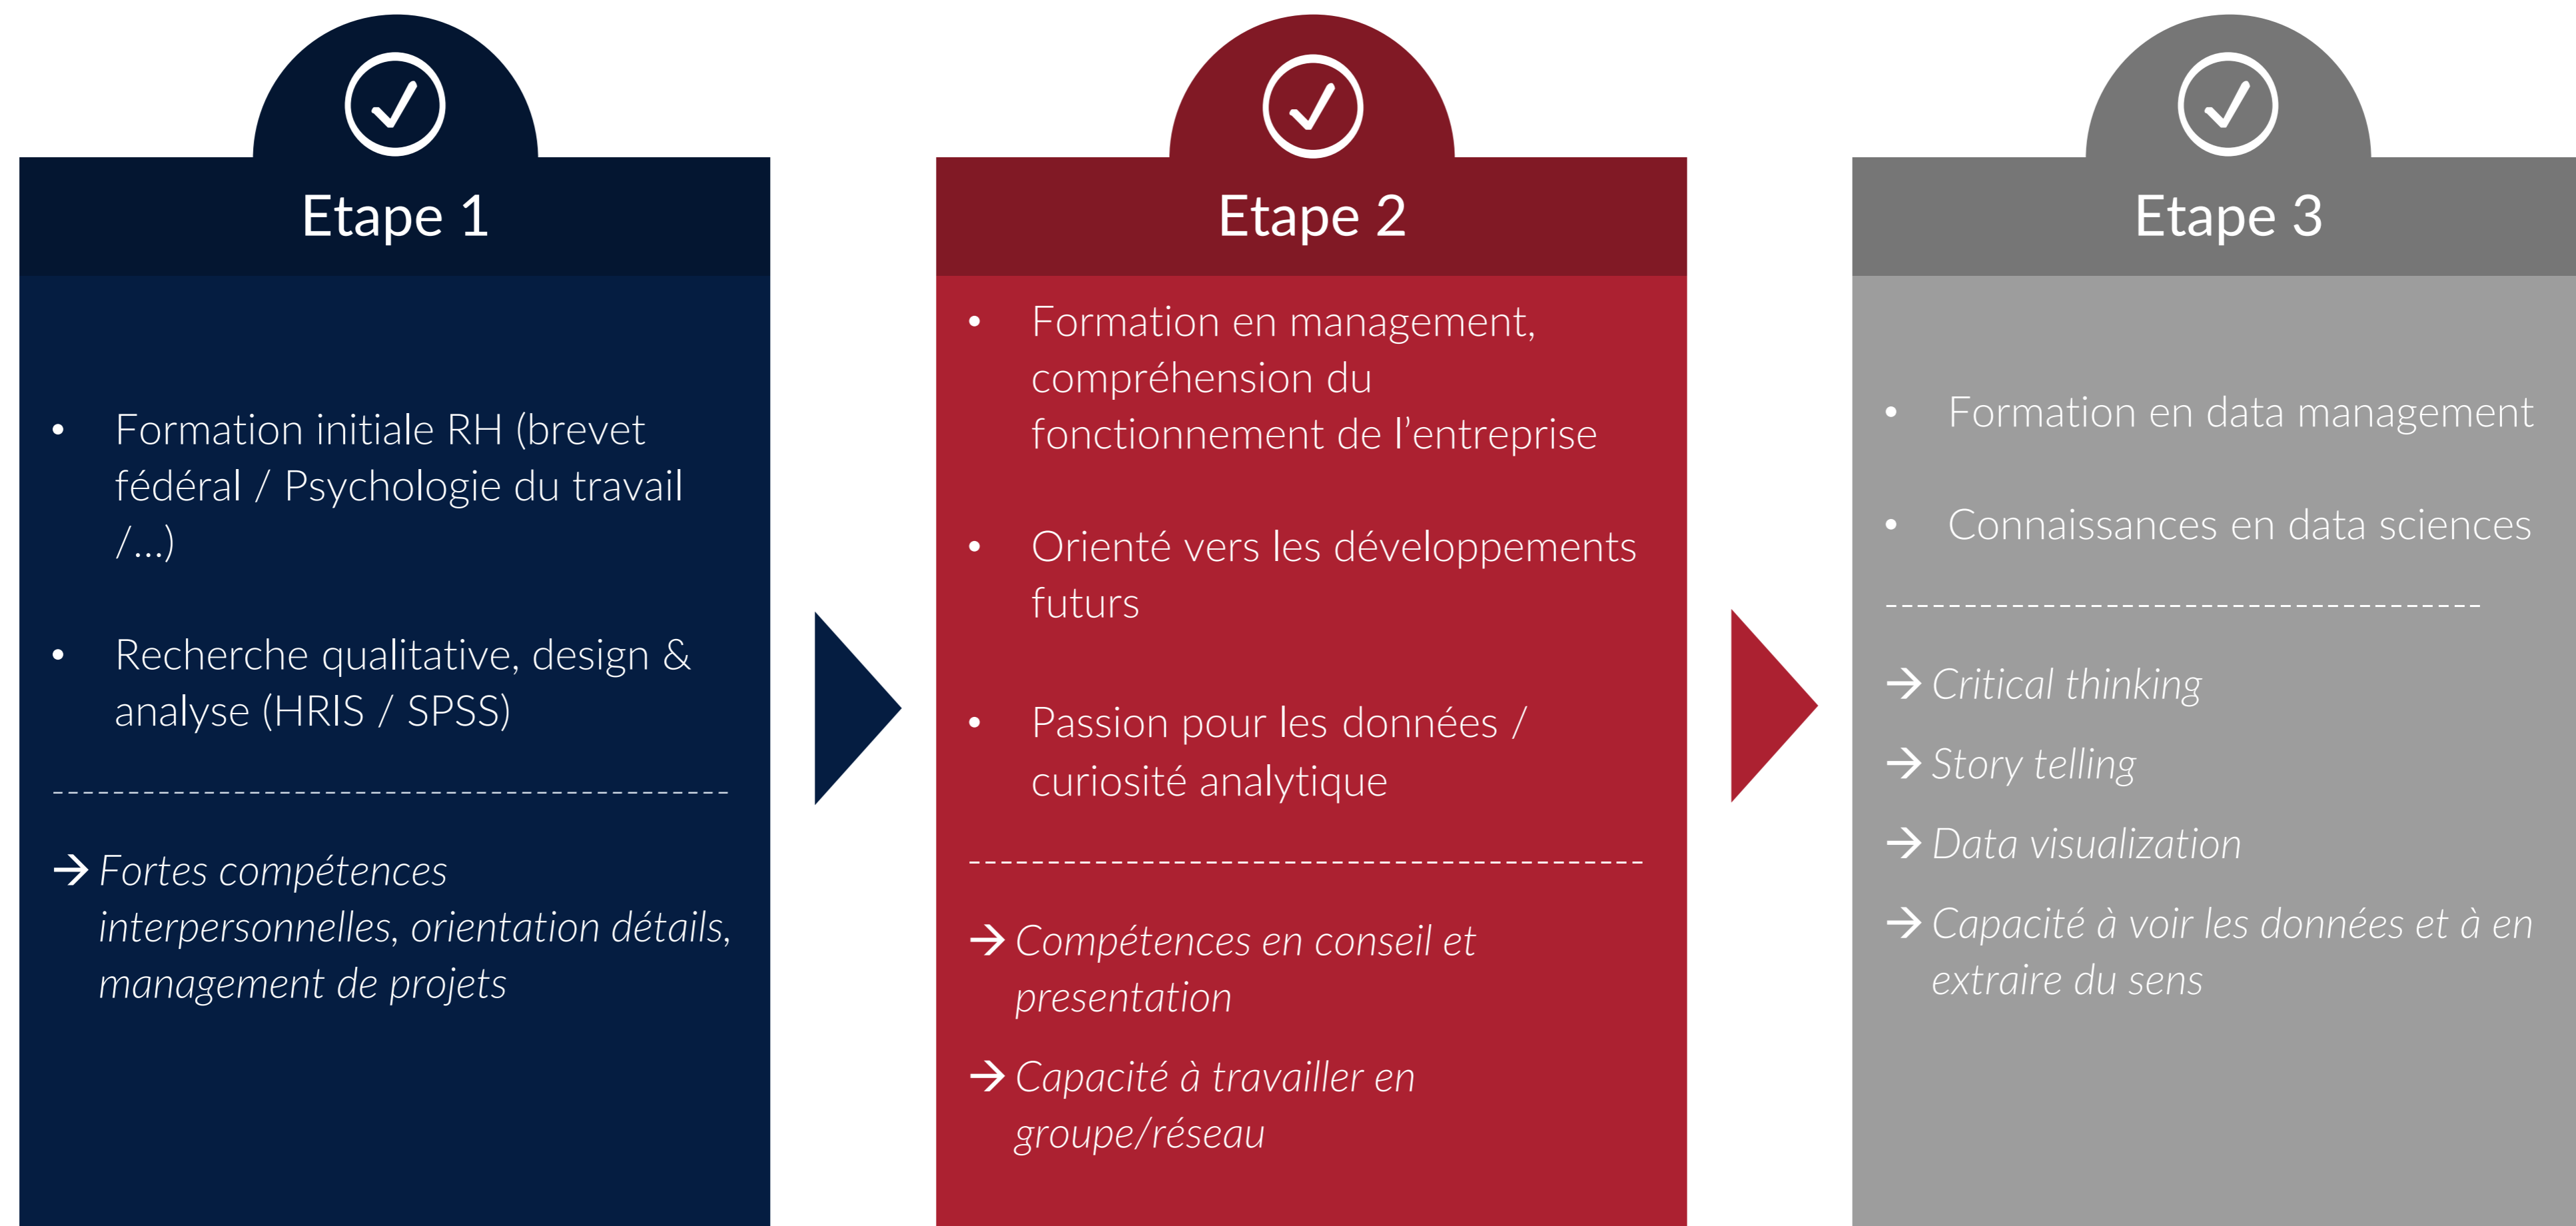 Etape 1
• Formation initiale RH (brevet
fédéral / Psychologie du travail
/...)
• Recherche qualitative, design &
analyse (HRIS / SPSS)
→ Fortes compétences
interpersonnelles, orientation détails,
management de projets
Etape 2
• Formation en management,
compréhension du
fonctionnement de l’entreprise
• Orienté vers les développements
futurs
• Passion pour les données /
curiosité analytique
→ Compétences en conseil et
presentation
→ Capacité à travailler en
groupe/réseau
Etape 3
• Formation en data management
• Connaissances en data sciences
→ Critical thinking
→ Story telling
→ Data visualization
→ Capacité à voir les données et à en
extraire du sens